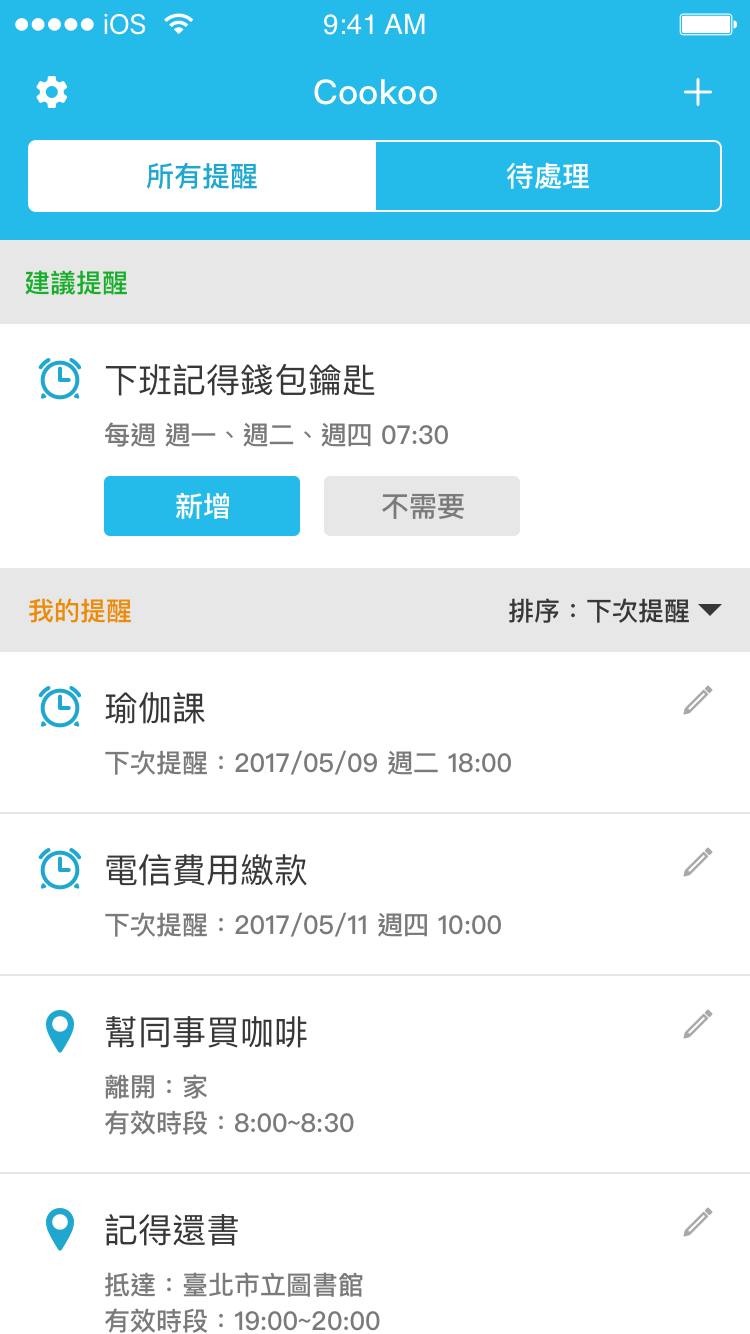 iOS 9:41 AM
Cookoo
所有提醒 待處理
建議提醒
下班記得錢包鑰匙
每週 週一、週二、週四 07:30
新增 不需要
我的提醒 排序：下次提醒
瑜伽課
下次提醒：2017/05/09 週二 18:00
電信費用繳款
下次提醒：2017/05/11 週四 10:00
幫同事買咖啡
離開：家
有效時段：8:00~8:30
記得還書
抵達：臺北市立圖書館
有效時段：19:00~20:00